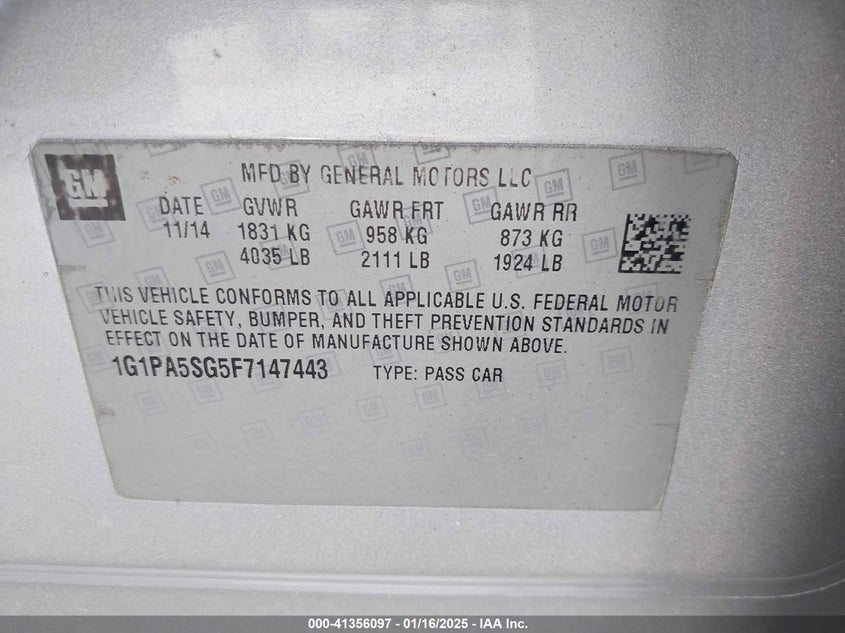 GM
MFD BY GENERAL MOTORS LLC
DATE GVWR GAWR FRT GAWR RR
11/14 1831 KG 958 KG 873 KG
4035 LB 2111 LB 1924 LB
THIS VEHICLE CONFORMS TO ALL APPLICABLE U.S. FEDERAL MOTOR
VEHICLE SAFETY, BUMPER, AND THEFT PREVENTION STANDARDS IN
EFFECT ON THE DATE OF MANUFACTURE SHOWN ABOVE.
1G1PA5SG5F7147443 TYPE: PASS CAR
000-41356097 - 01/16/2025 - IAA Inc.